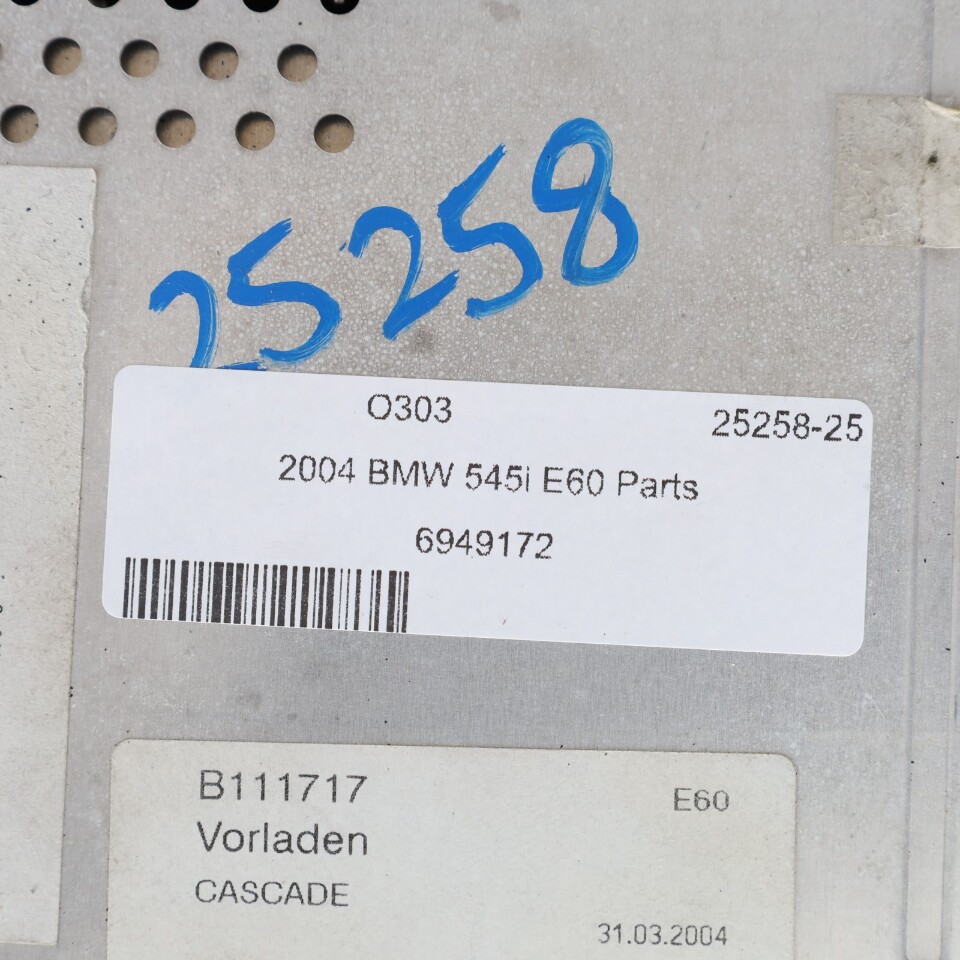 25258
O303 25258-25
2004 BMW 545i E60 Parts
6949172
B111717 E60
Vorladen
CASCADE
31.03.2004